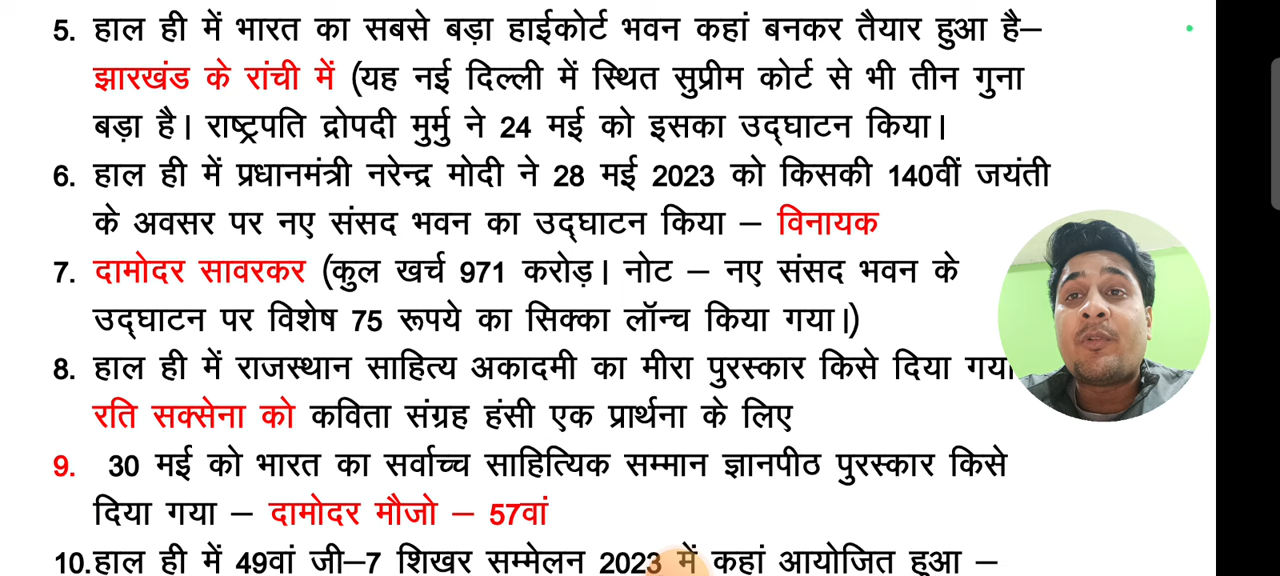 5. हाल ही में भारत का सबसे बड़ा हाईकोर्ट भवन कहां बनकर तैयार हुआ है–
झारखंड के रांची में (यह नई दिल्ली में स्थित सुप्रीम कोर्ट से भी तीन गुना
बड़ा है। राष्ट्रपति द्रोपदी मुर्मु ने 24 मई को इसका उद्घाटन किया।
6. हाल ही में प्रधानमंत्री नरेन्द्र मोदी ने 28 मई 2023 को किसकी 140वीं जयंती
के अवसर पर नए संसद भवन का उद्घाटन किया – विनायक
7. दामोदर सावरकर (कुल खर्च 971 करोड़। नोट – नए संसद भवन के
उद्घाटन पर विशेष 75 रूपये का सिक्का लॉन्च किया गया।)
8. हाल ही में राजस्थान साहित्य अकादमी का मीरा पुरस्कार किसे दिया गया
रति सक्सेना को कविता संग्रह हंसी एक प्रार्थना के लिए
9. 30 मई को भारत का सर्वाच्च साहित्यिक सम्मान ज्ञानपीठ पुरस्कार किसे
दिया गया – दामोदर मौजो – 57वां
10. हाल ही में 49वां जी–7 शिखर सम्मेलन 2023 में कहां आयोजित हुआ –